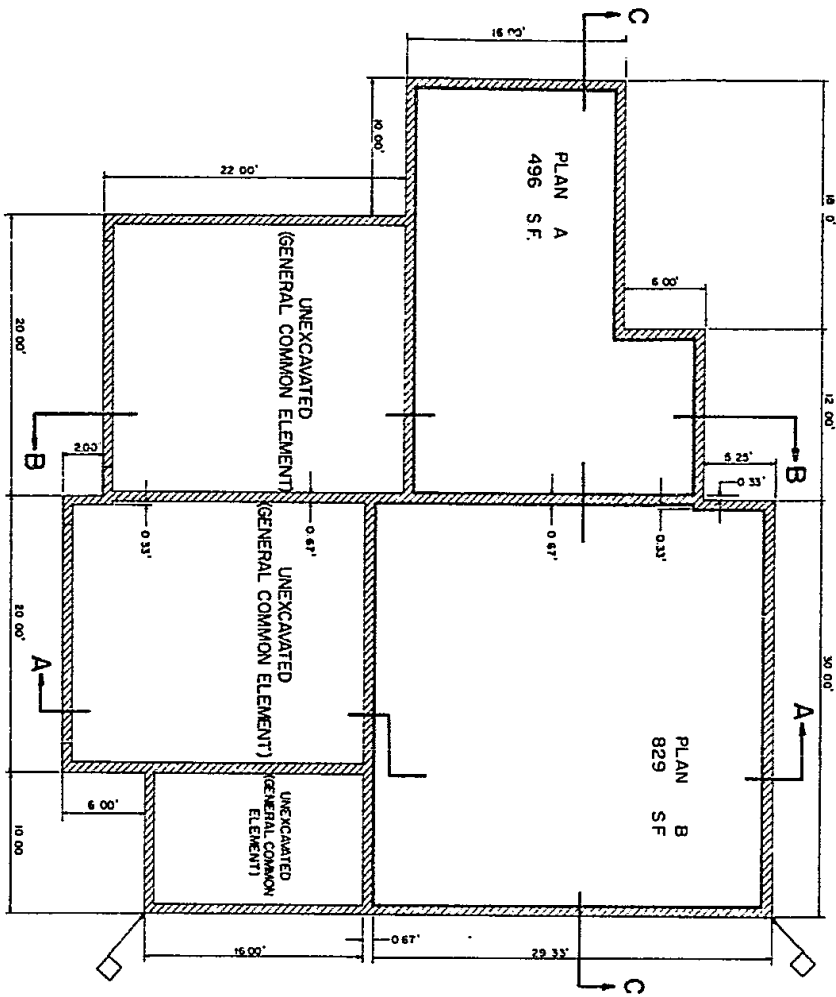 C
16 00'
10.00'
22 00'
18 0'
6 00'
12 00'
5 25'
0 33'
B
B
PLAN A
496 S.F.
UNEXCAVATED
(GENERAL COMMON ELEMENT)
20 00'
2.00'
0 33'
0 67'
0 67'
0.33'
30 00'
UNEXCAVATED
(GENERAL COMMON ELEMENT)
20 00'
A
A
PLAN B
829 SF
UNEXCAVATED
(GENERAL COMMON
ELEMENT)
6 00'
10 00
16 00'
0 67'
29 33'
C